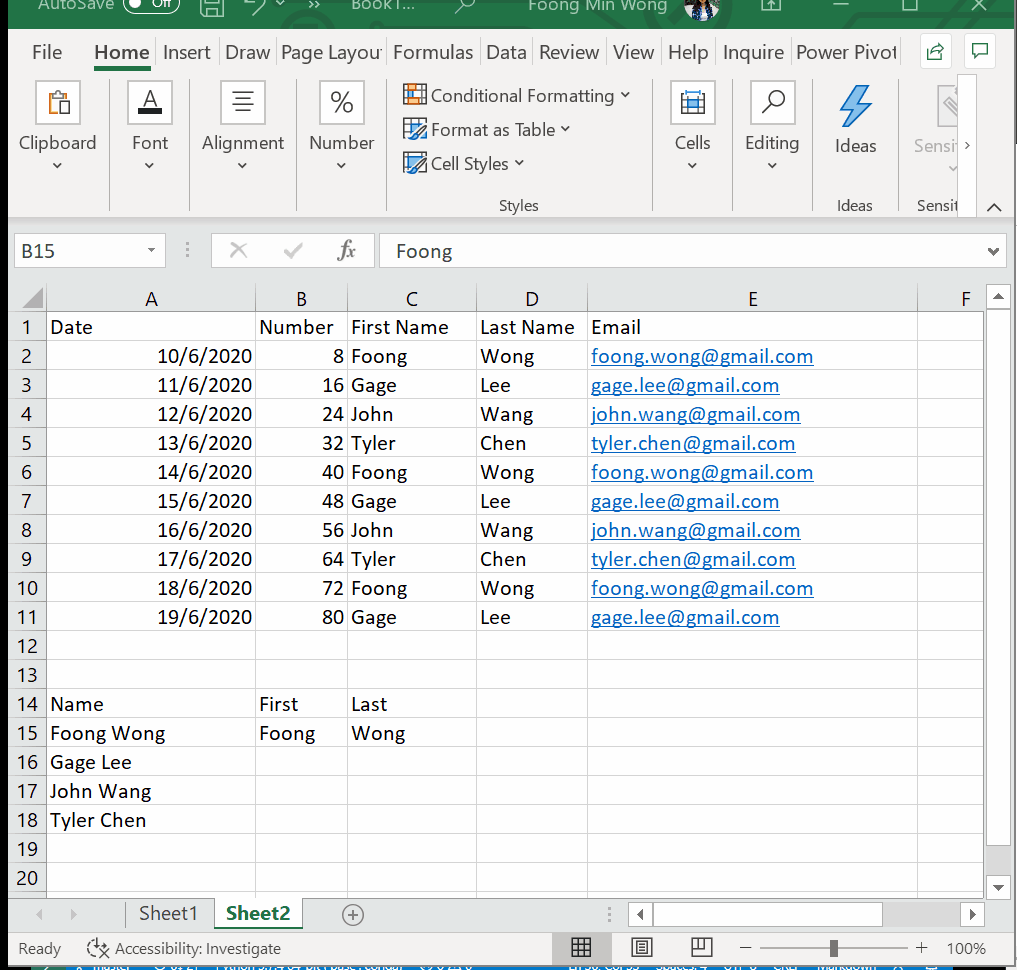 AutoSave Off » BookT... Foong Min Wong
File Home Insert Draw Page Layou Formulas Data Review View Help Inquire Power Pivot
Conditional Formatting
Format as Table
Cell Styles
Clipboard Font Alignment Number Cells Editing Ideas Sensi
Styles Ideas Sensit
B15 fx Foong
A B C D E F
1 Date Number First Name Last Name Email
2 10/6/2020 8 Foong Wong foong.wong@gmail.com
3 11/6/2020 16 Gage Lee gage.lee@gmail.com
4 12/6/2020 24 John Wang john.wang@gmail.com
5 13/6/2020 32 Tyler Chen tyler.chen@gmail.com
6 14/6/2020 40 Foong Wong foong.wong@gmail.com
7 15/6/2020 48 Gage Lee gage.lee@gmail.com
8 16/6/2020 56 John Wang john.wang@gmail.com
9 17/6/2020 64 Tyler Chen tyler.chen@gmail.com
10 18/6/2020 72 Foong Wong foong.wong@gmail.com
11 19/6/2020 80 Gage Lee gage.lee@gmail.com
12
13
14 Name First Last
15 Foong Wong Foong Wong
16 Gage Lee
17 John Wang
18 Tyler Chen
19
20
Sheet1 Sheet2
Ready Accessibility: Investigate 100%